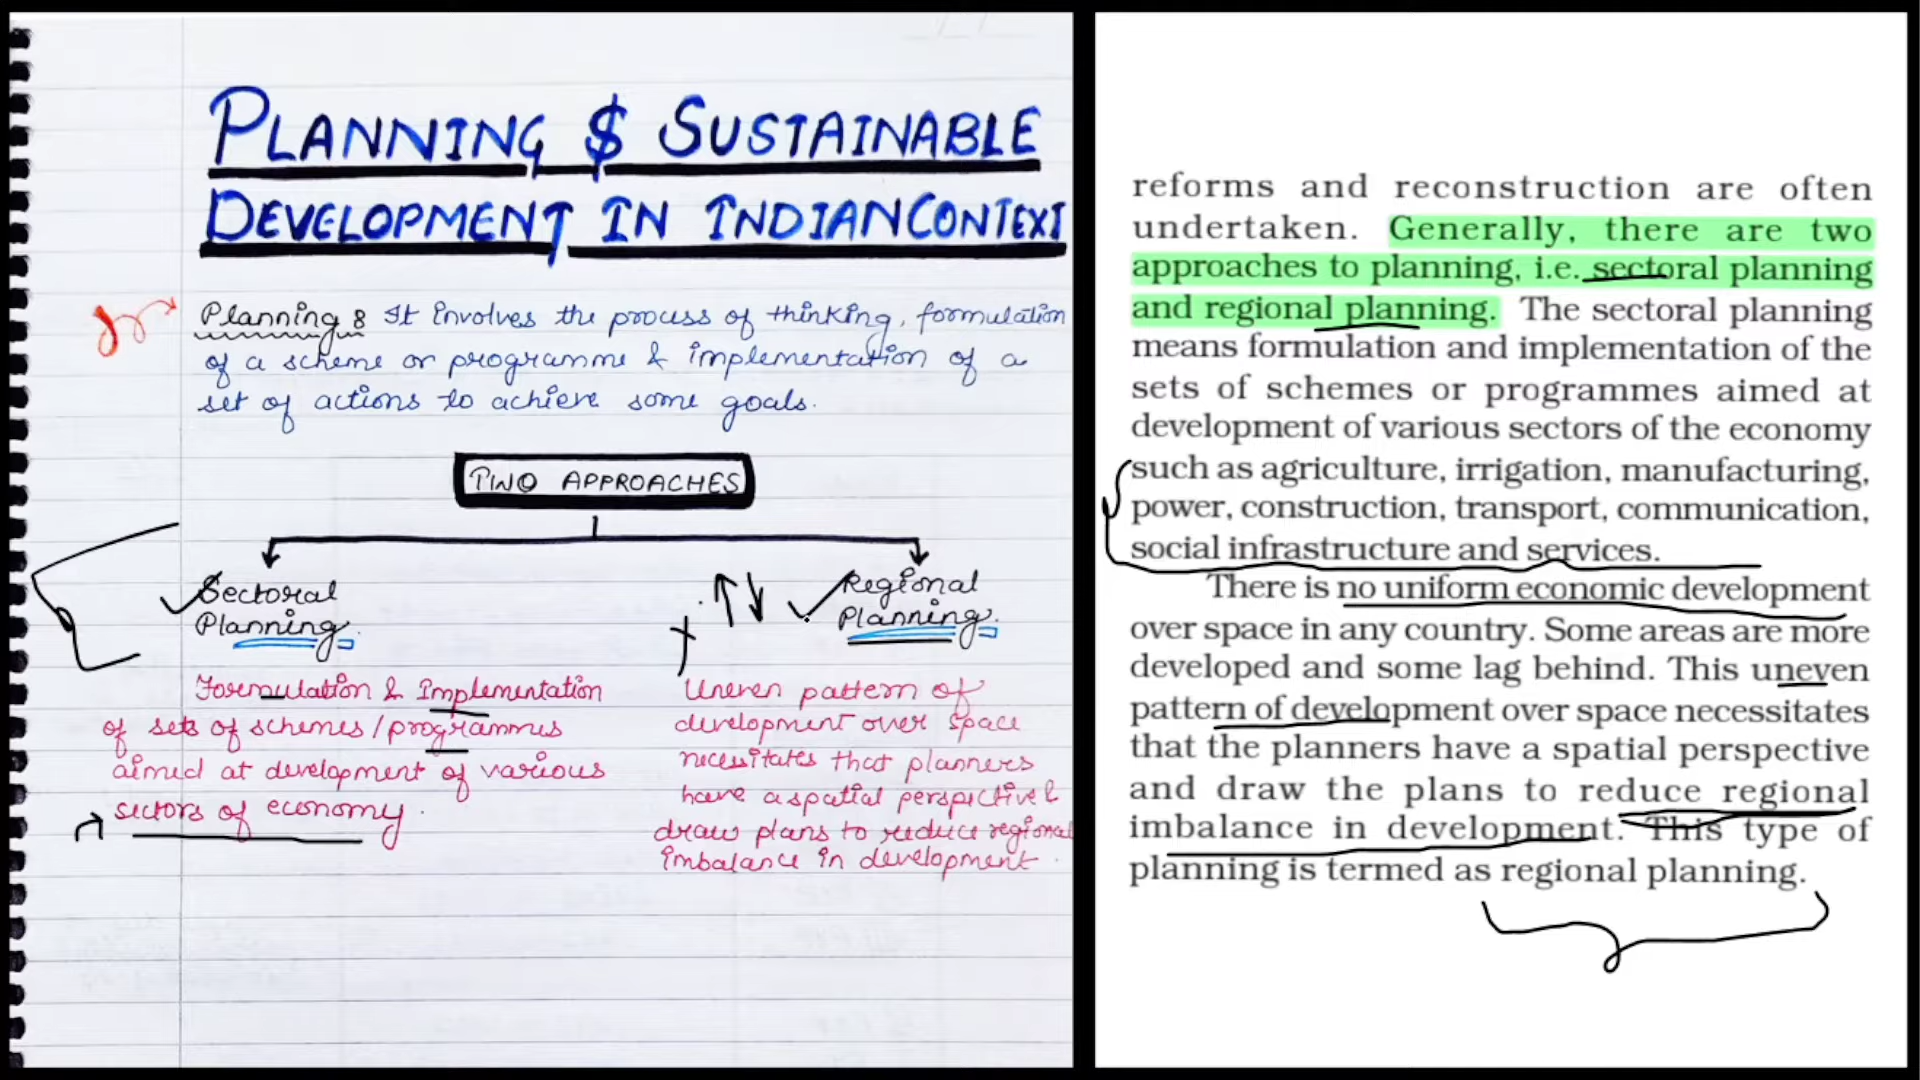 PLANNING $ SUSTAINABLE
DEVELOPMENT IN INDIAN CONTEXT
Planning : It involves the process of thinking, formulation
of a scheme or programme & implementation of a
set of actions to achieve some goals.
TWO APPROACHES
Sectoral
Planning
Formulation & Implementation
of sets of schemes/programmes
aimed at development of various
sectors of economy.
Regional
Planning
Uneven pattern of
development over space
necessitates that planners
have a spatial perspective &
draw plans to reduce regional
imbalance in development.
reforms and reconstruction are often
undertaken. Generally, there are two
approaches to planning, i.e. sectoral planning
and regional planning. The sectoral planning
means formulation and implementation of the
sets of schemes or programmes aimed at
development of various sectors of the economy
such as agriculture, irrigation, manufacturing,
power, construction, transport, communication,
social infrastructure and services.
There is no uniform economic development
over space in any country. Some areas are more
developed and some lag behind. This uneven
pattern of development over space necessitates
that the planners have a spatial perspective
and draw the plans to reduce regional
imbalance in development. This type of
planning is termed as regional planning.